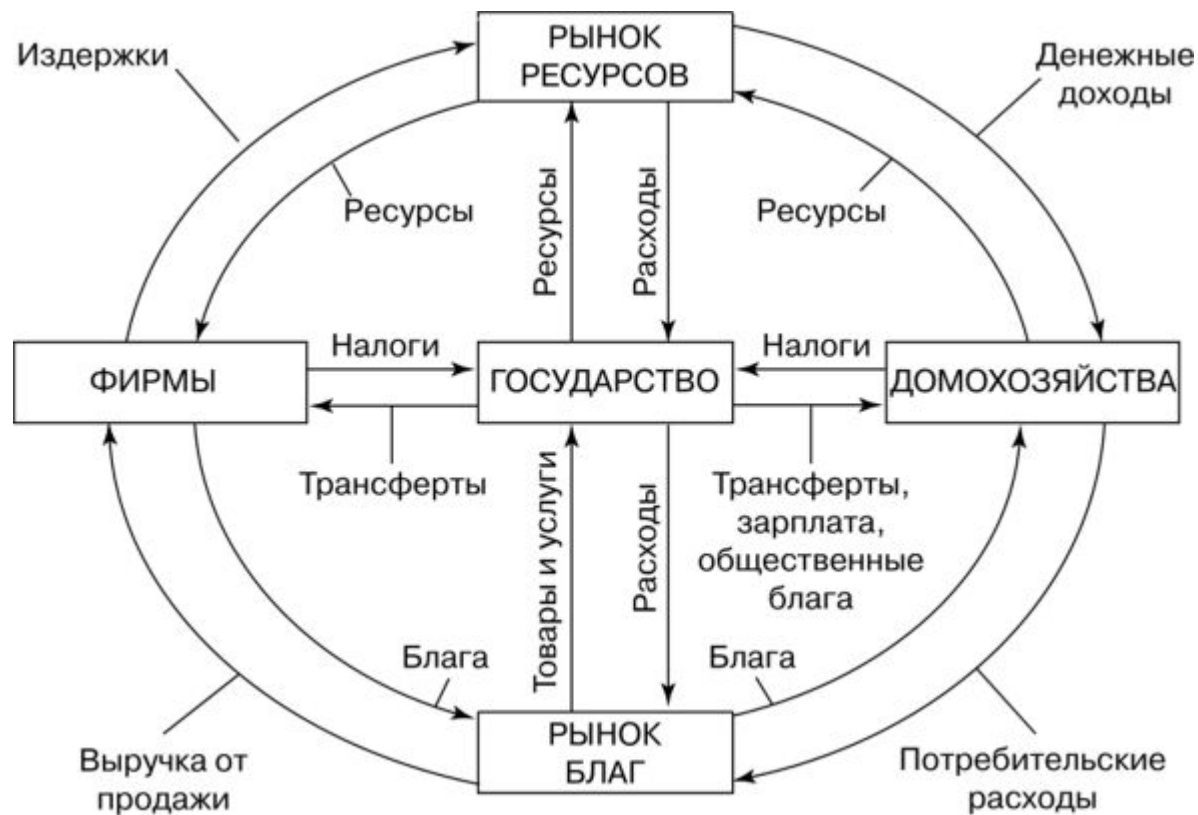 РЫНОК
РЕСУРСОВ
Издержки
Денежные
доходы
Ресурсы
Ресурсы
Ресурсы
Расходы
Налоги
Налоги
ФИРМЫ
ГОСУДАРСТВО
ДОМОХОЗЯЙСТВА
Трансферты
Трансферты,
зарплата,
общественные
блага
Товары и услуги
Расходы
Блага
Блага
РЫНОК
БЛАГ
Выручка от
продажи
Потребительские
расходы